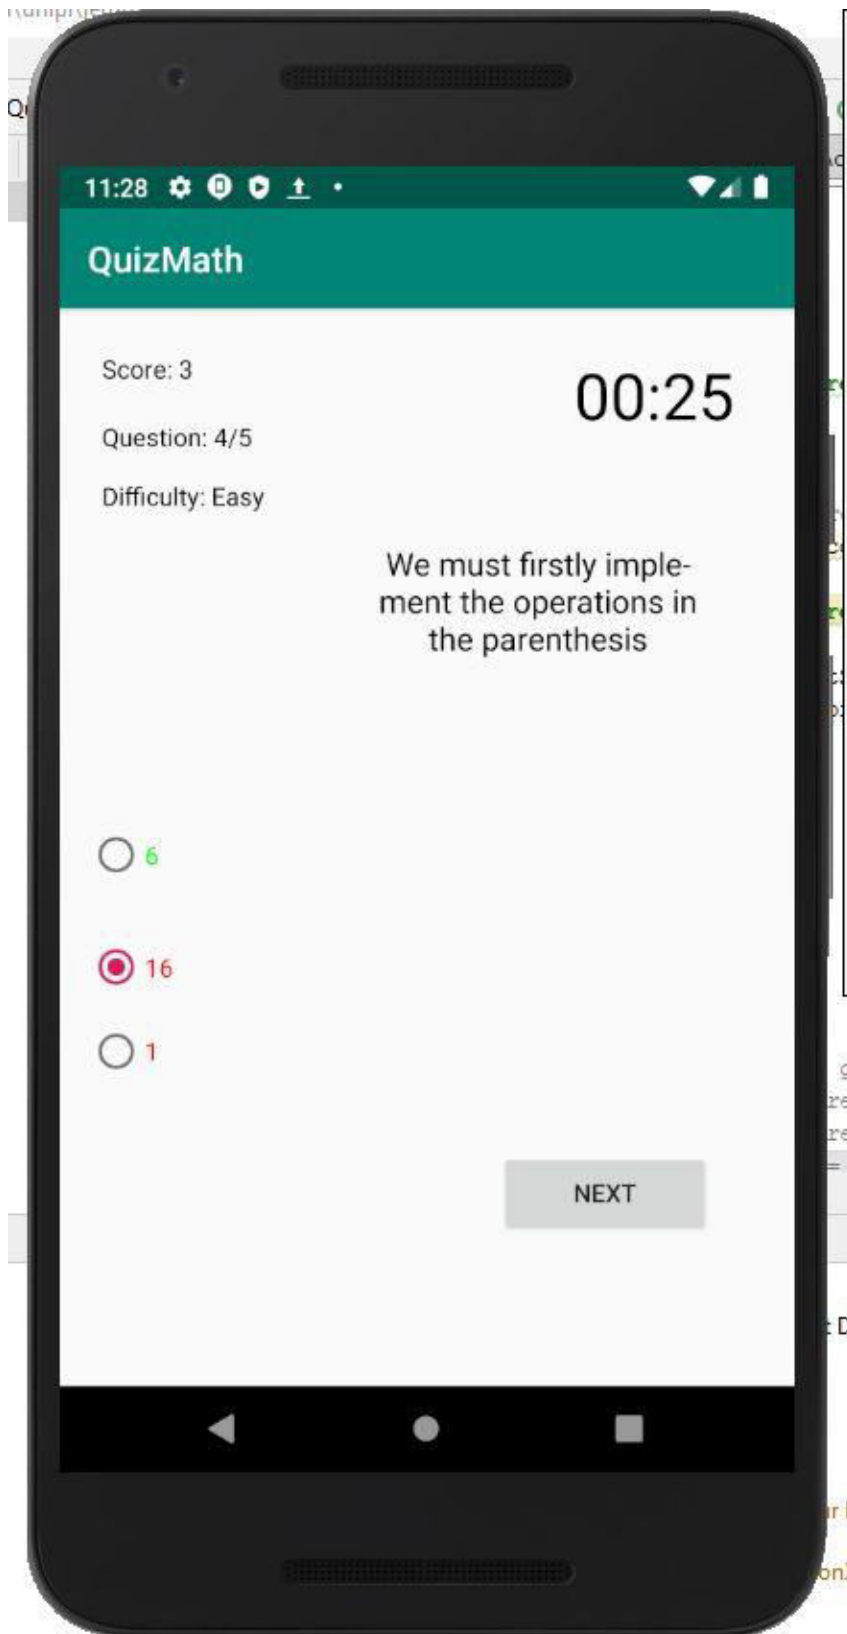 11:28
QuizMath
Score: 3
00:25
Question: 4/5
Difficulty: Easy
We must firstly imple-
ment the operations in
the parenthesis
6
16
1
NEXT